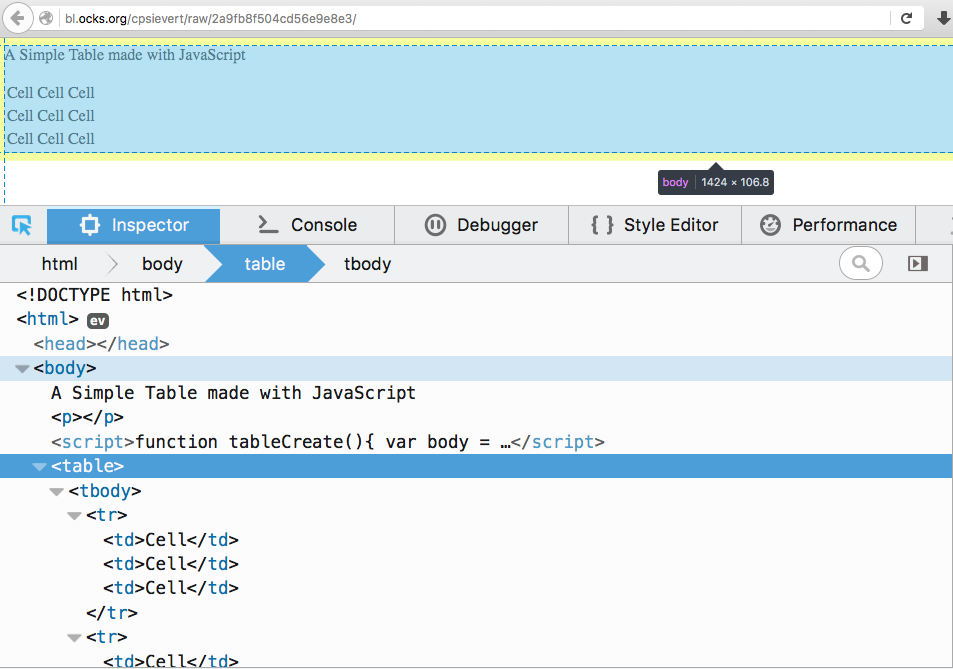 bl.ocks.org/cpsievert/raw/2a9fb8f504cd56e9e8e3/
A Simple Table made with JavaScript
Cell Cell Cell
Cell Cell Cell
Cell Cell Cell
body 1424 × 106.8
Inspector Console Debugger { } Style Editor Performance
html body table tbody
<!DOCTYPE html>
<html> ev
<head></head>
<body>
A Simple Table made with JavaScript
<p></p>
<script>function tableCreate(){ var body = …</script>
<table>
<tbody>
<tr>
<td>Cell</td>
<td>Cell</td>
<td>Cell</td>
</tr>
<tr>
<td>Cell</td>